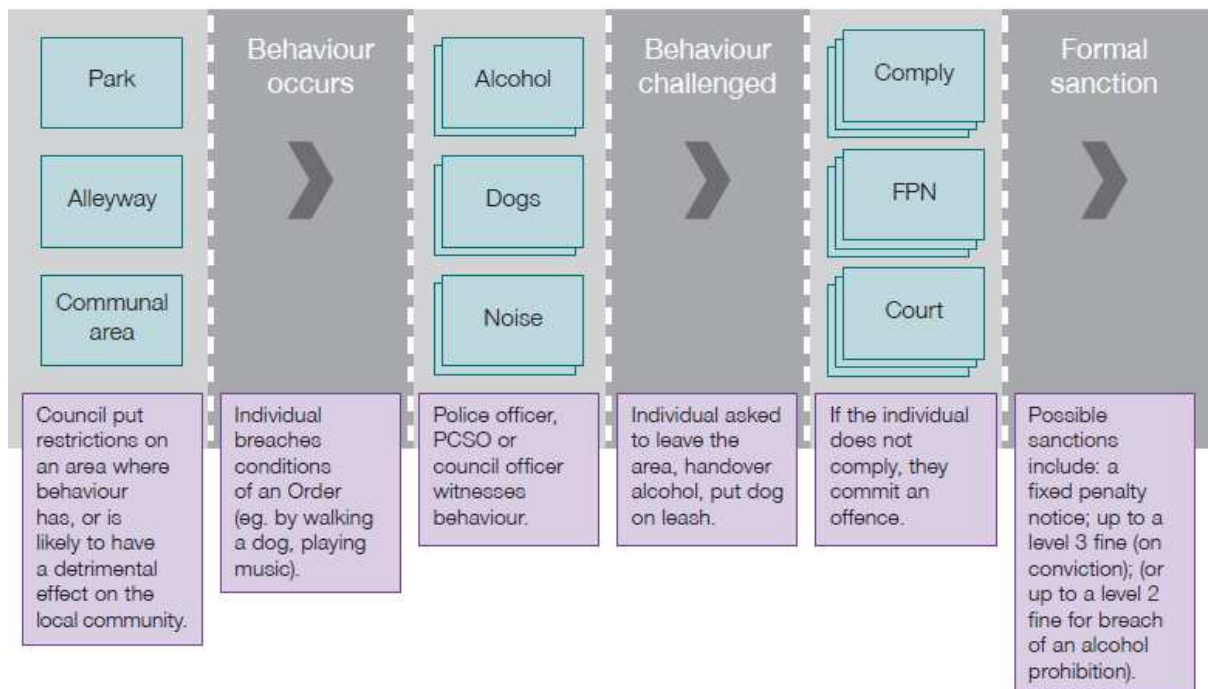 Park
Alleyway
Communal
area
Behaviour
occurs
Alcohol
Dogs
Noise
Behaviour
challenged
Comply
FPN
Court
Formal
sanction
Council put
restrictions on
an area where
behaviour
has, or is
likely to have
a detrimental
effect on the
local community.
Individual
breaches
conditions
of an Order
(eg. by walking
a dog, playing
music).
Police officer,
PCSO or
council officer
witnesses
behaviour.
Individual asked
to leave the
area, handover
alcohol, put dog
on leash.
If the individual
does not
comply, they
commit an
offence.
Possible
sanctions
include: a
fixed penalty
notice; up to a
level 3 fine (on
conviction); (or
up to a level 2
fine for breach
of an alcohol
prohibition).